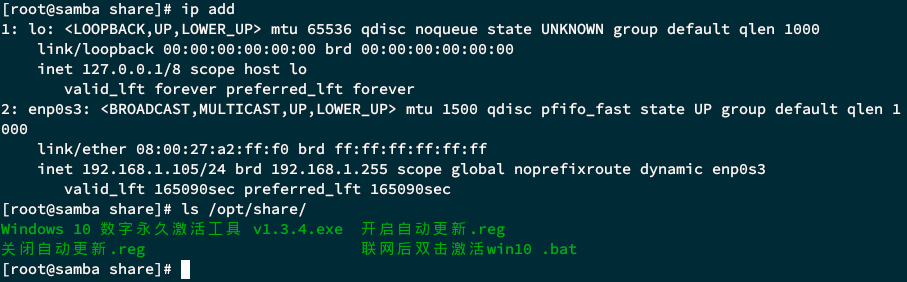 [root@samba share]# ip add
1: lo: <LOOPBACK,UP,LOWER_UP> mtu 65536 qdisc noqueue state UNKNOWN group default qlen 1000
    link/loopback 00:00:00:00:00:00 brd 00:00:00:00:00:00
    inet 127.0.0.1/8 scope host lo
       valid_lft forever preferred_lft forever
2: enp0s3: <BROADCAST,MULTICAST,UP,LOWER_UP> mtu 1500 qdisc pfifo_fast state UP group default qlen 1
000
    link/ether 08:00:27:a2:ff:f0 brd ff:ff:ff:ff:ff:ff
    inet 192.168.1.105/24 brd 192.168.1.255 scope global noprefixroute dynamic enp0s3
       valid_lft 165090sec preferred_lft 165090sec
[root@samba share]# ls /opt/share/
Windows 10 数字永久激活工具 v1.3.4.exe  开启自动更新.reg
关闭自动更新.reg                        联网后双击激活win10 .bat
[root@samba share]#